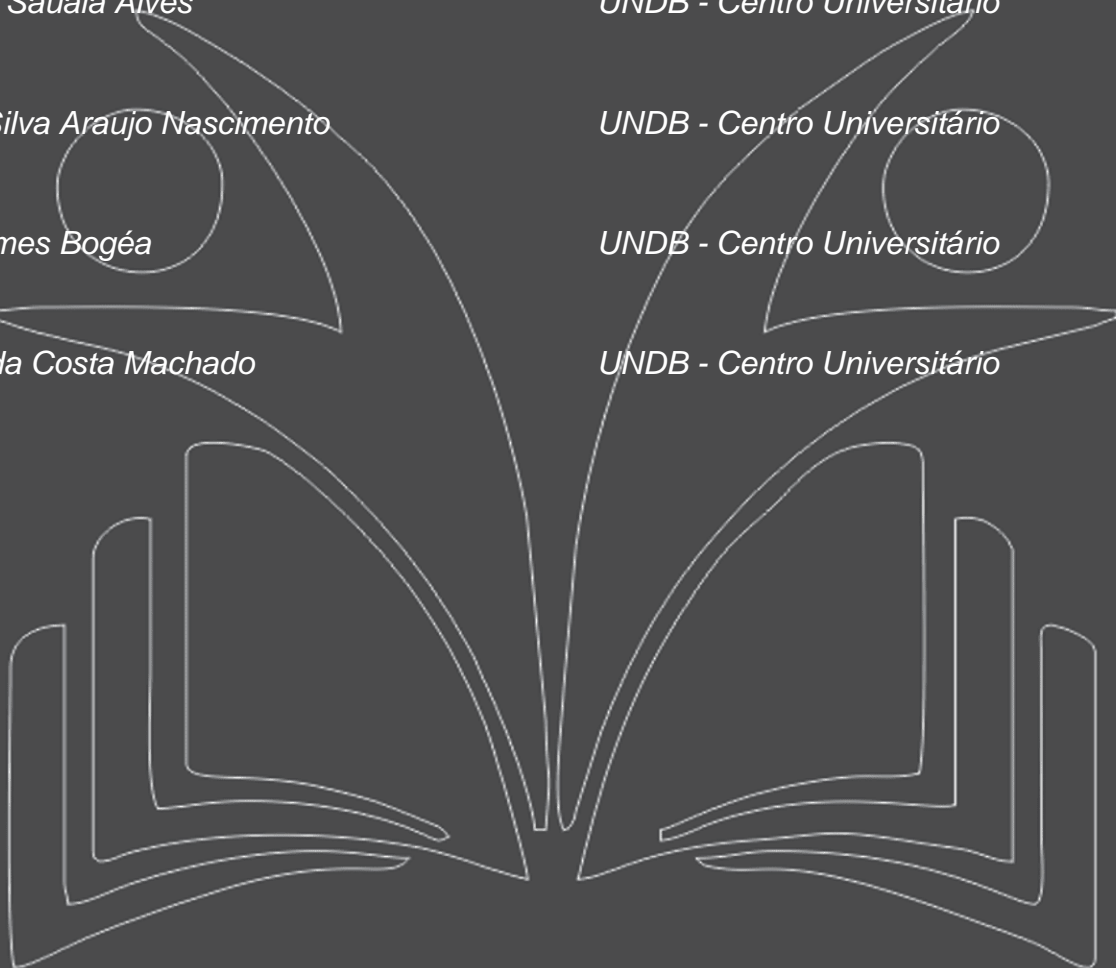 Sauaia Alves UNDB - Centro Universitário
Silva Araujo Nascimento UNDB - Centro Universitário
mes Bogéa UNDB - Centro Universitário
da Costa Machado UNDB - Centro Universitário